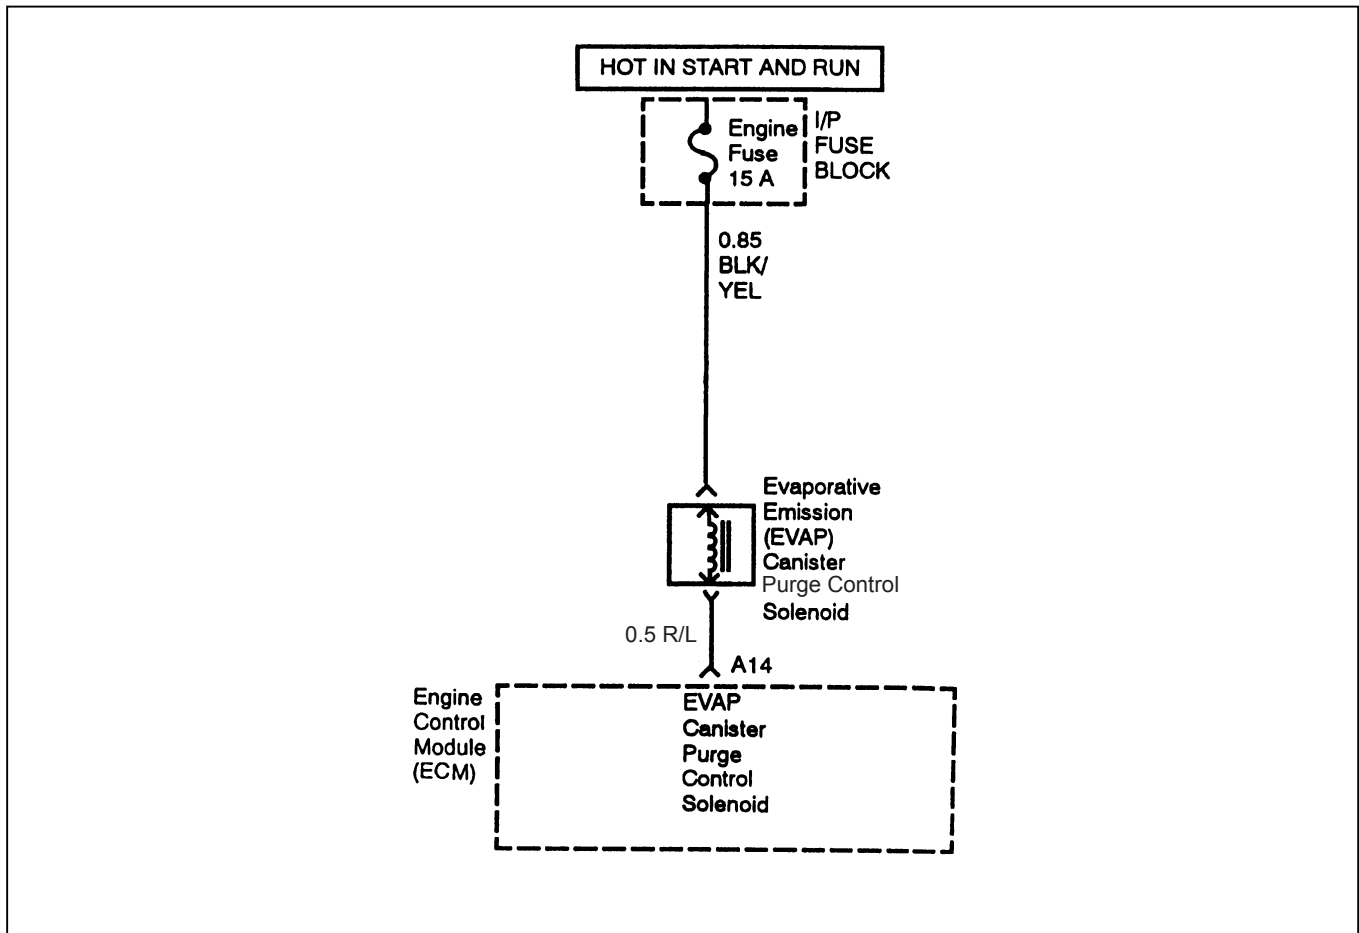 HOT IN START AND RUN
Engine
Fuse
15 A
I/P
FUSE
BLOCK
0.85
BLK/
YEL
Evaporative
Emission
(EVAP)
Canister
Purge Control
Solenoid
0.5 R/L
A14
Engine
Control
Module
(ECM)
EVAP
Canister
Purge
Control
Solenoid